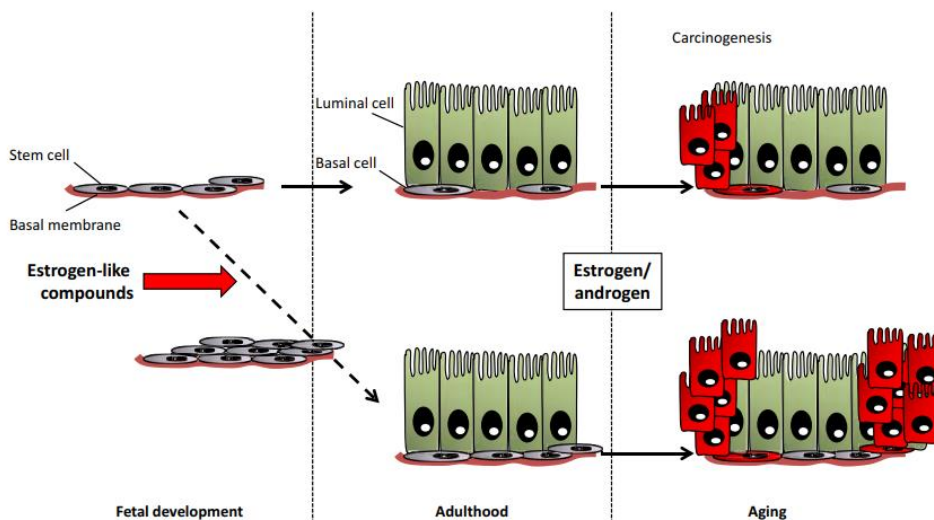 Carcinogenesis
Luminal cell
Stem cell
Basal cell
Basal membrane
Estrogen-like
compounds
Estrogen/
androgen
Fetal development
Adulthood
Aging